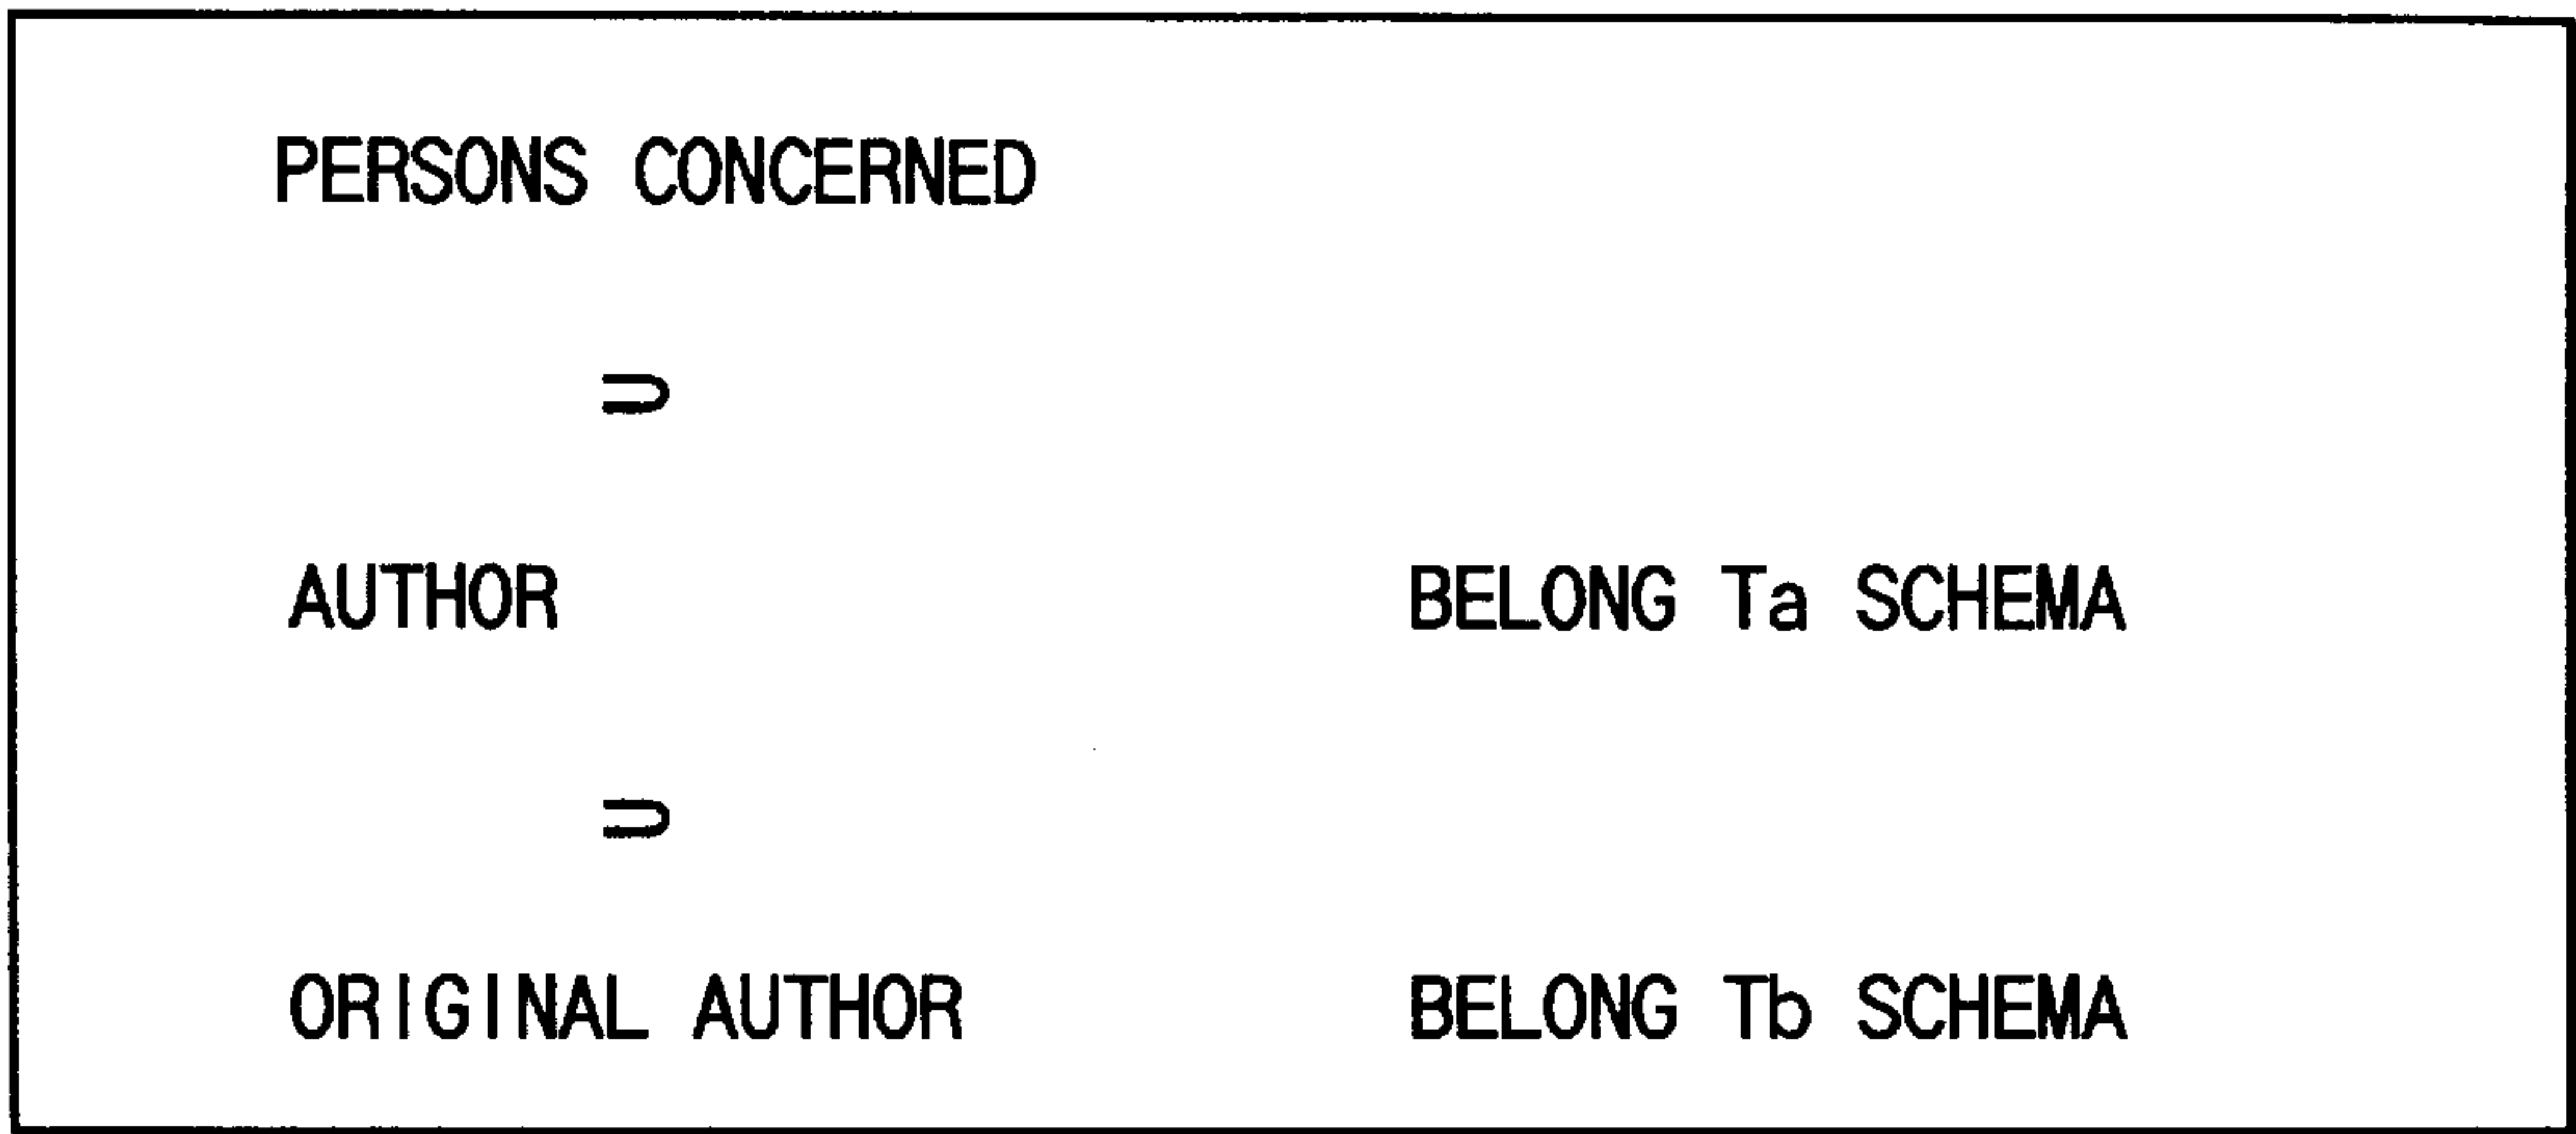 PERSONS CONCERNED
⊃
AUTHOR BELONG Ta SCHEMA
⊃
ORIGINAL AUTHOR BELONG Tb SCHEMA